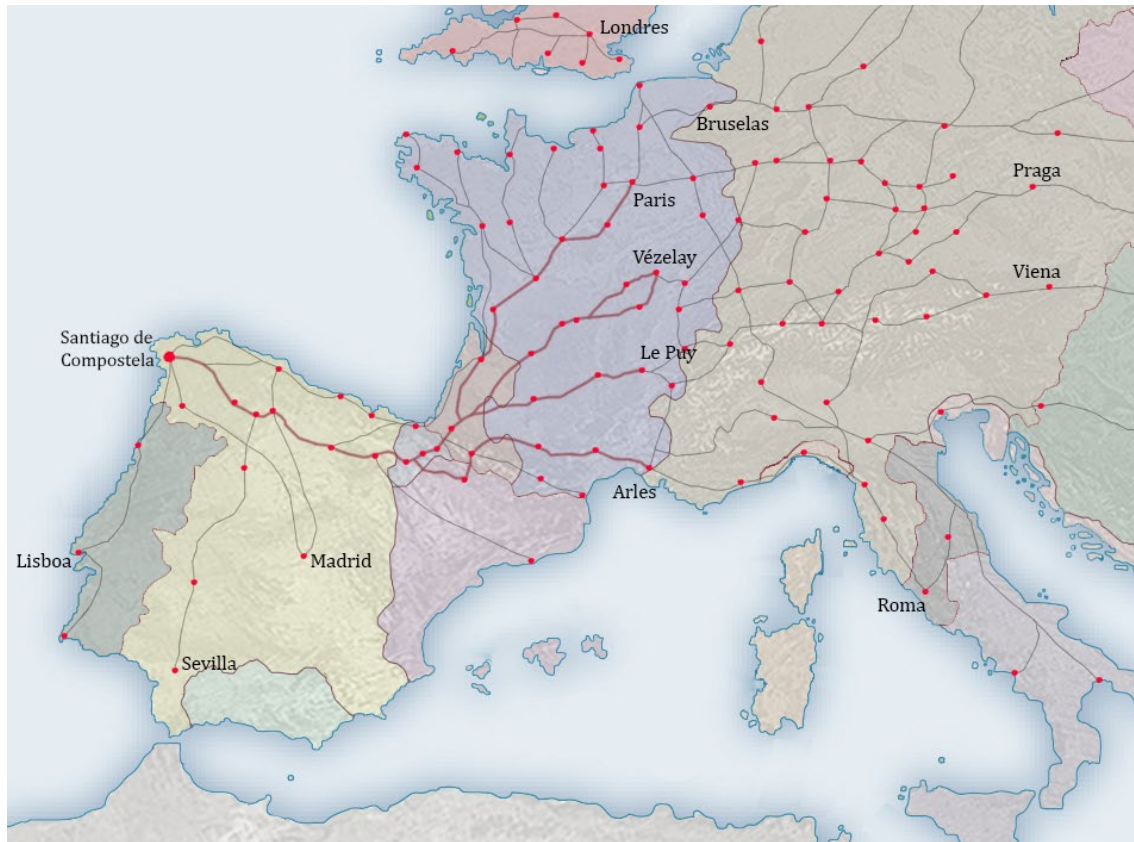 Londres
Bruselas
Praga
Paris
Vézelay
Viena
Santiago de
Compostela
Le Puy
Arles
Lisboa
Madrid
Roma
Sevilla